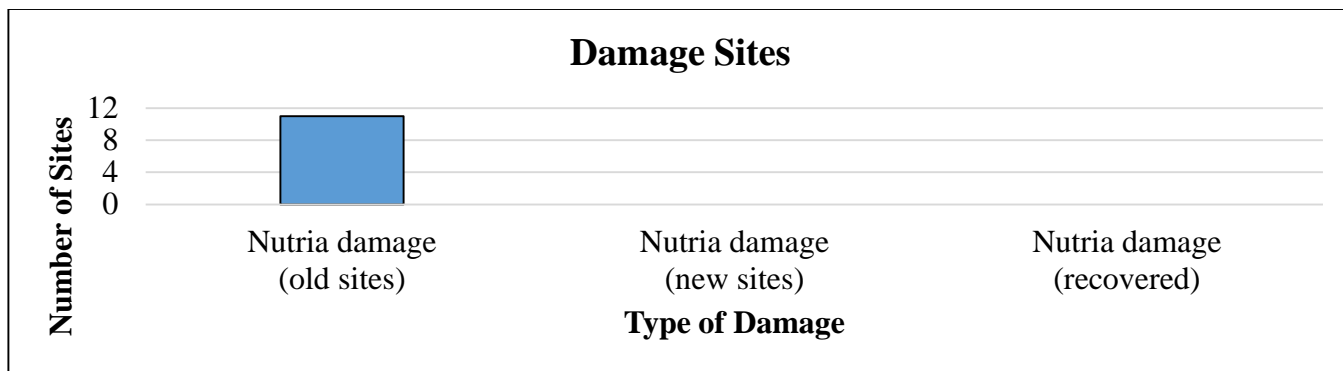 Damage Sites
Number of Sites
12
8
4
0
Nutria damage
(old sites)
Nutria damage
(new sites)
Nutria damage
(recovered)
Type of Damage